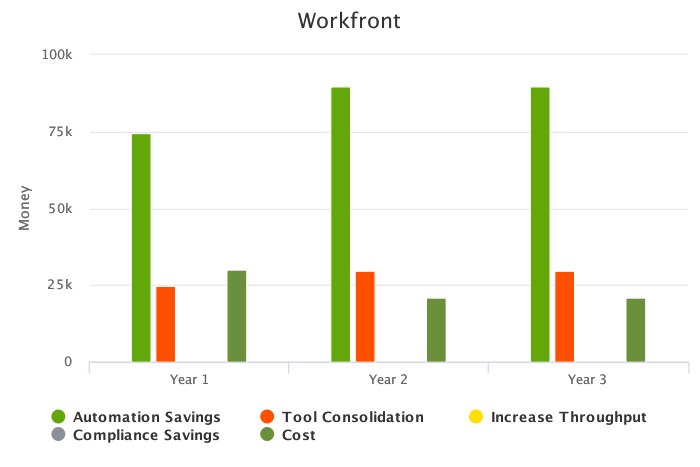 Workfront
100k
75k
50k
25k
0
Money
Year 1
Year 2
Year 3
Automation Savings
Tool Consolidation
Increase Throughput
Compliance Savings
Cost